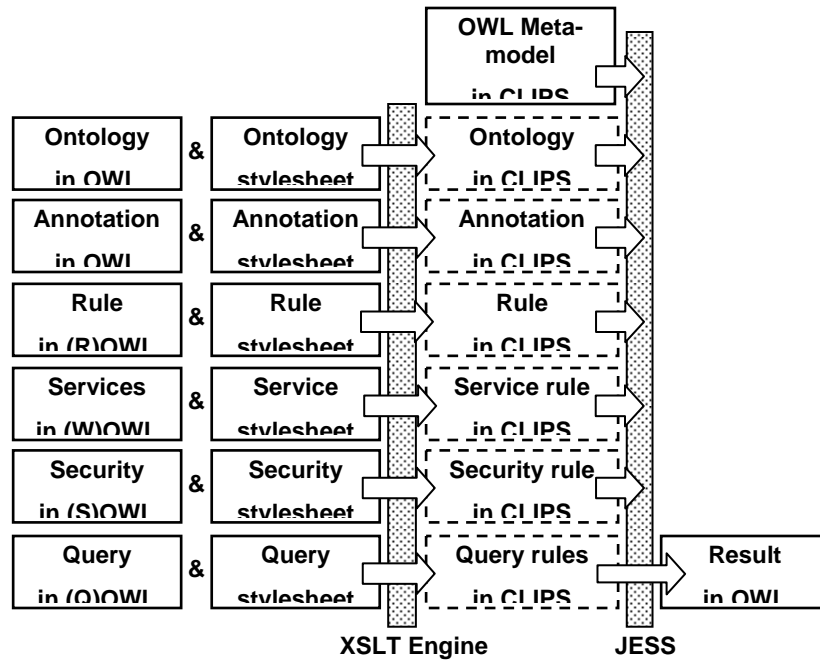 OWL Meta-
model
in CLIPS
Ontology
in OWL
&
Ontology
stylesheet
Ontology
in CLIPS
Annotation
in OWL
&
Annotation
stylesheet
Annotation
in CLIPS
Rule
in (R)OWL
&
Rule
stylesheet
Rule
in CLIPS
Services
in (W)OWL
&
Service
stylesheet
Service rule
in CLIPS
Security
in (S)OWL
&
Security
stylesheet
Security rule
in CLIPS
Query
in (Q)OWL
&
Query
stylesheet
Query rules
in CLIPS
Result
in OWL
XSLT Engine
JESS